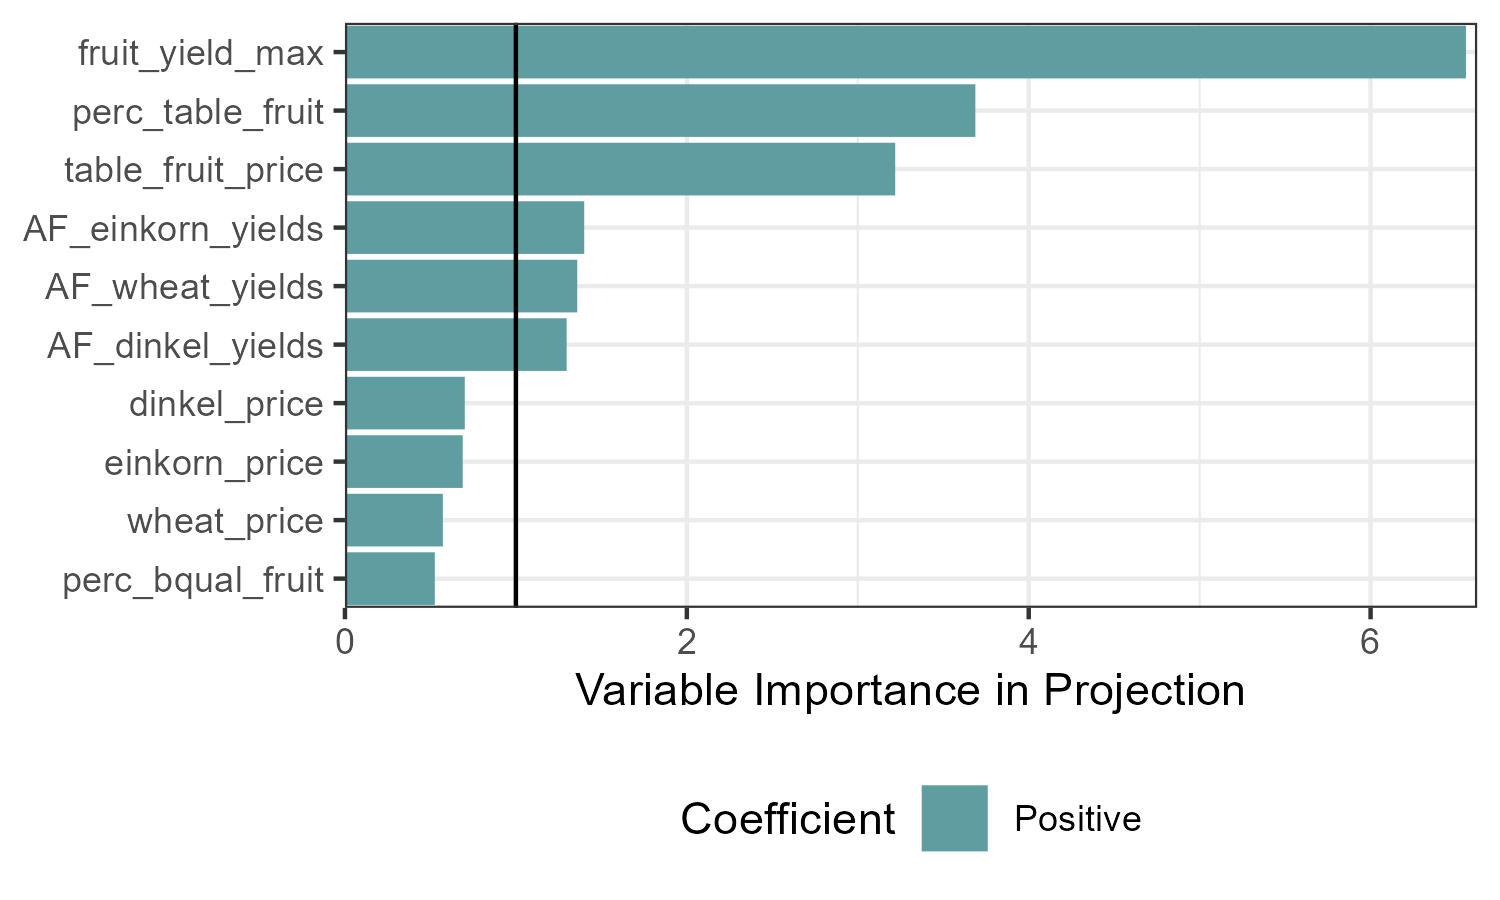 fruit_yield_max
perc_table_fruit
table_fruit_price
AF_einkorn_yields
AF_wheat_yields
AF_dinkel_yields
dinkel_price
einkorn_price
wheat_price
perc_bqual_fruit
0 2 4 6
Variable Importance in Projection
Coefficient Positive